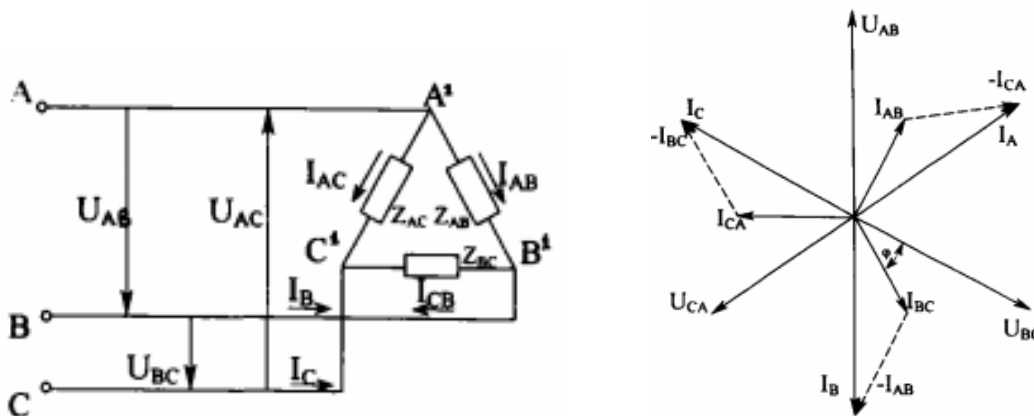 A
A¹
I_AC
I_AB
U_AB
U_AC
Z_AC
Z_AB
C¹
Z_BC
B¹
I_B
I_CB
B
U_BC
I_C
C
U_AB
-I_CA
I_C
I_AB
-I_BC
I_A
I_CA
φ
U_CA
I_BC
U_BC
I_B
-I_AB